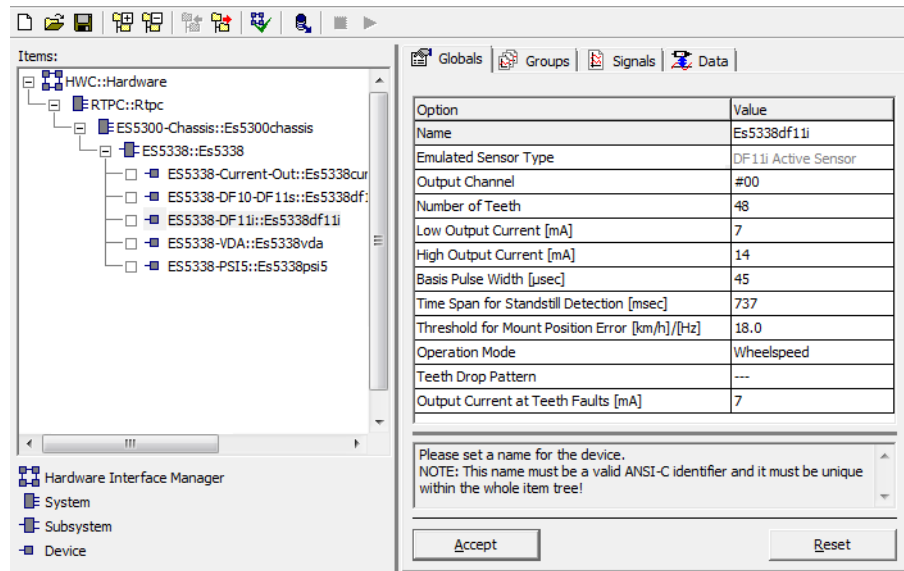 Items:
HWC::Hardware
RTPC::Rtpc
ES5300-Chassis::Es5300chassis
ES5338::Es5338
ES5338-Current-Out::Es5338cur
ES5338-DF10-DF11s::Es5338df1
ES5338-DF11i::Es5338df11i
ES5338-VDA::Es5338vda
ES5338-PSI5::Es5338psi5
Hardware Interface Manager
System
Subsystem
Device
Globals Groups Signals Data
Option Value
Name Es5338df11i
Emulated Sensor Type DF11i Active Sensor
Output Channel #00
Number of Teeth 48
Low Output Current [mA] 7
High Output Current [mA] 14
Basis Pulse Width [µsec] 45
Time Span for Standstill Detection [msec] 737
Threshold for Mount Position Error [km/h]/[Hz] 18.0
Operation Mode Wheelspeed
Teeth Drop Pattern ---
Output Current at Teeth Faults [mA] 7
Please set a name for the device.
NOTE: This name must be a valid ANSI-C identifier and it must be unique
within the whole item tree!
Accept Reset